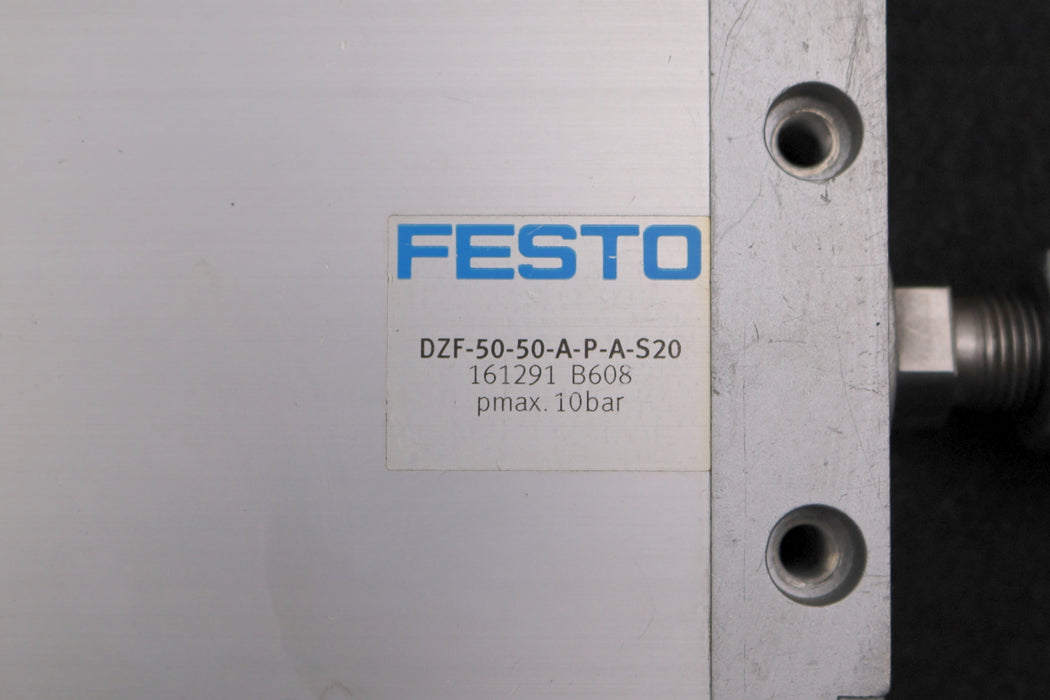 FESTO
DZF-50-50-A-P-A-S20
161291 B608
pmax. 10bar